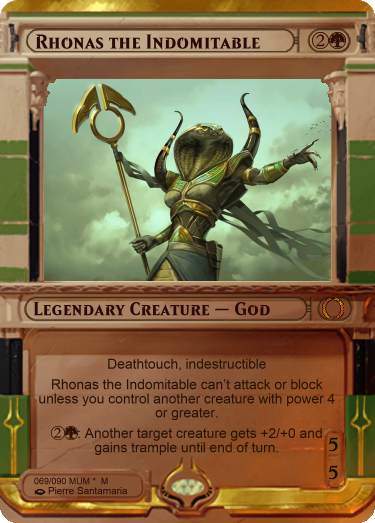 Rhonas the Indomitable 2
Legendary Creature — God
Deathtouch, indestructible
Rhonas the Indomitable can't attack or block
unless you control another creature with power 4
or greater.
2 : Another target creature gets +2/+0 and
gains trample until end of turn.
5
5
069/090 MUM * M
Pierre Santamaria